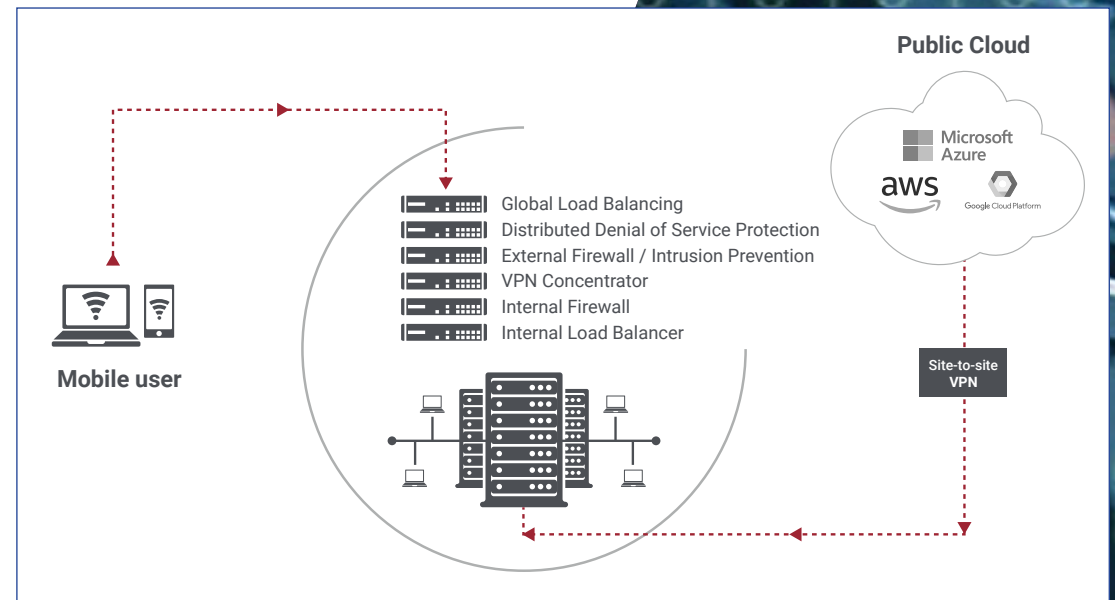 Public Cloud
Microsoft
Azure
aws
Google Cloud Platform
Global Load Balancing
Distributed Denial of Service Protection
External Firewall / Intrusion Prevention
VPN Concentrator
Internal Firewall
Internal Load Balancer
Mobile user
Site-to-site
VPN